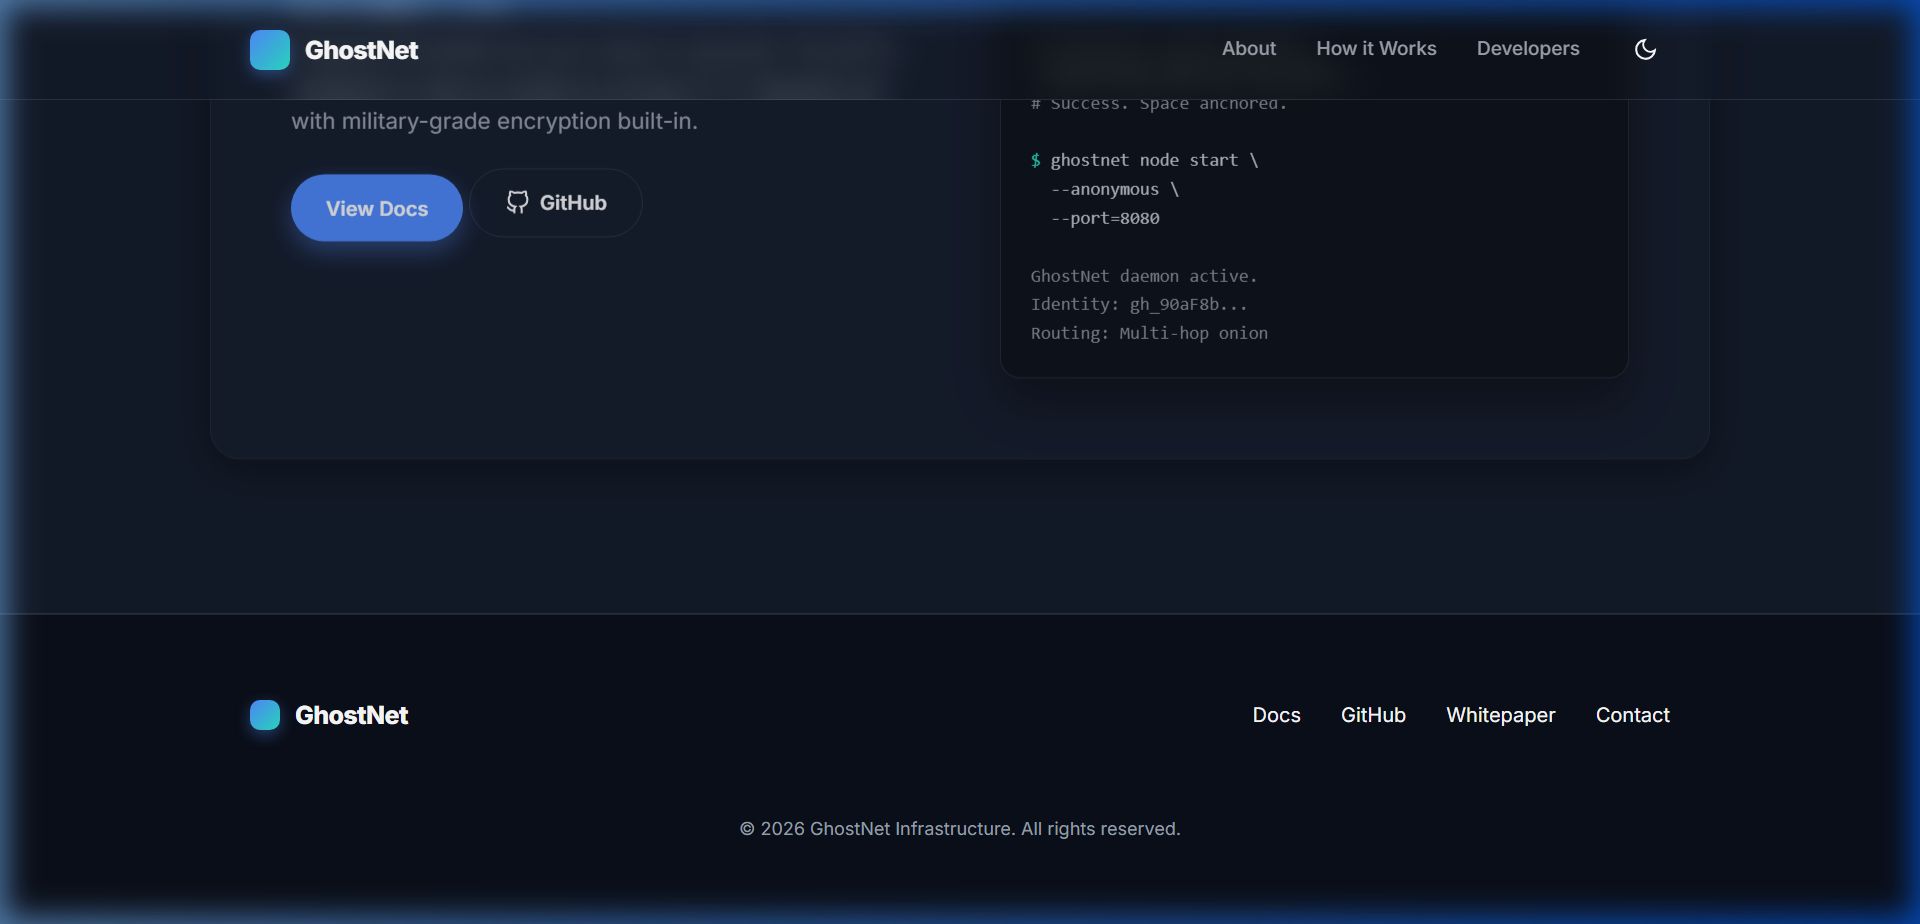 GhostNet
About
How it Works
Developers
with military-grade encryption built-in.
View Docs
GitHub
# Success. Space anchored.
$ ghostnet node start \
--anonymous \
--port=8080
GhostNet daemon active.
Identity: gh_90aF8b...
Routing: Multi-hop onion
GhostNet
Docs
GitHub
Whitepaper
Contact
© 2026 GhostNet Infrastructure. All rights reserved.